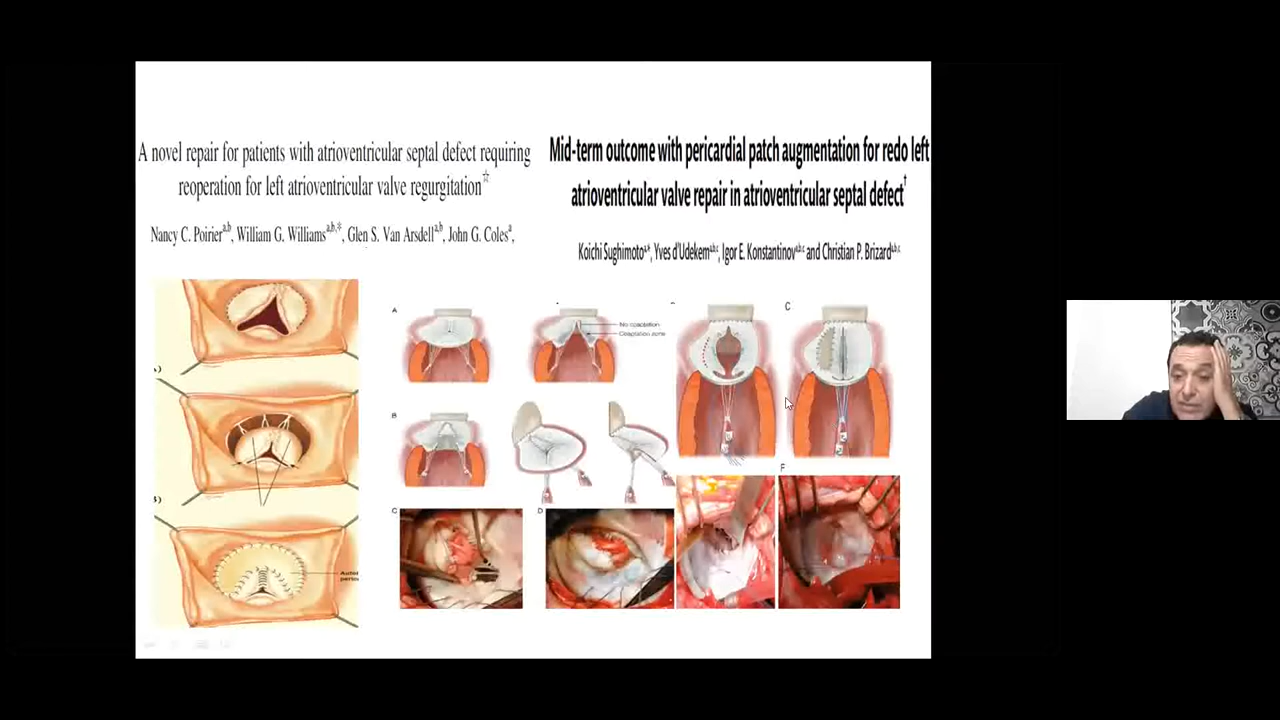 A novel repair for patients with atrioventricular septal defect requiring
reoperation for left atrioventricular valve regurgitation☆
Nancy C. Poirier a,b, William G. Williams a,b,*, Glen S. Van Arsdell a,b, John G. Coles a,
Mid-term outcome with pericardial patch augmentation for redo left
atrioventricular valve repair in atrioventricular septal defect†
Koichi Sughimoto a,*, Yves d'Udekem a,b,c, Igor E. Konstantinov a,b,c and Christian P. Brizard a,b,c
A
No coaptation
Coaptation zone
C
B
C
D
F
B)